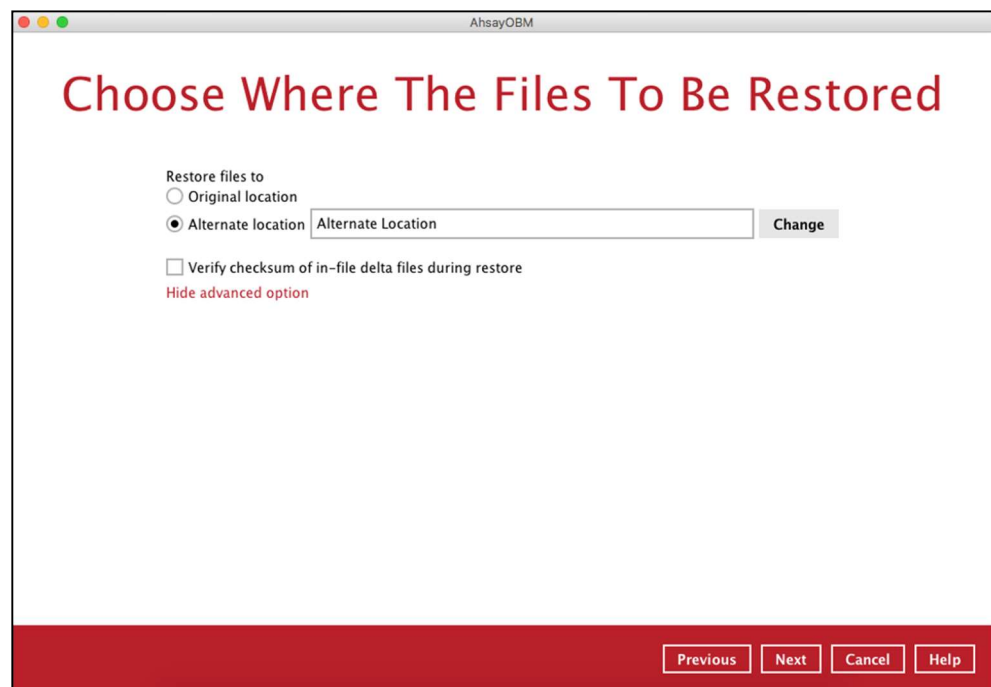 AhsayOBM
Choose Where The Files To Be Restored
Restore files to
Original location
Alternate location Alternate Location Change
Verify checksum of in-file delta files during restore
Hide advanced option
Previous Next Cancel Help